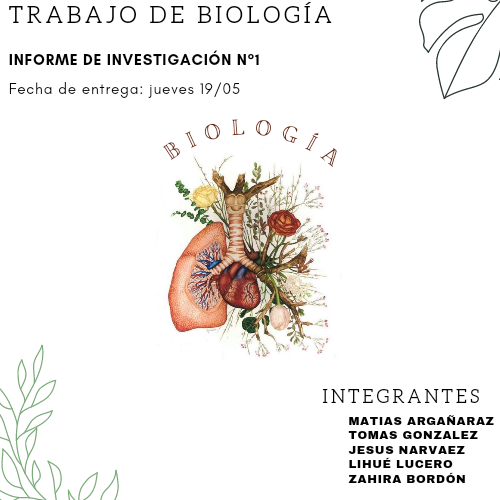 TRABAJO DE BIOLOGÍA
INFORME DE INVESTIGACIÓN Nº1
Fecha de entrega: jueves 19/05
BIOLOGÍA
INTEGRANTES
MATIAS ARGAÑARAZ
TOMAS GONZALEZ
JESUS NARVAEZ
LIHUÉ LUCERO
ZAHIRA BORDÓN